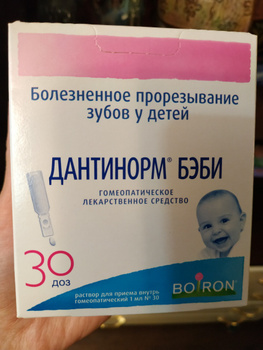 Болезненное прорезывание
зубов у детей
ДАНТИНОРМ® БЭБИ
ГОМЕОПАТИЧЕСКОЕ
ЛЕКАРСТВЕННОЕ СРЕДСТВО
30 ДОЗ
раствор для приема внутрь
гомеопатический 1 мл № 30
BOIRON